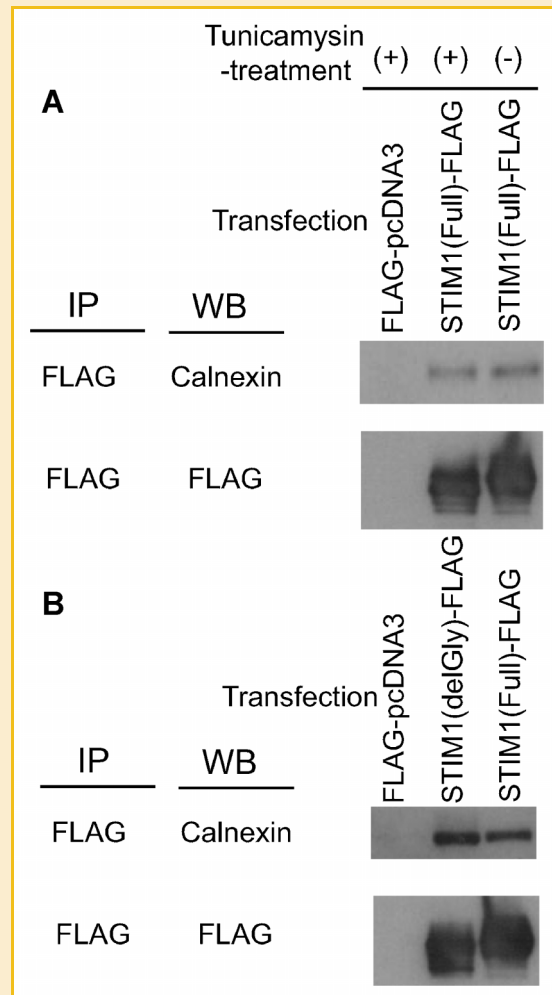 Tunicamysin
-treatment (+) (+) (-)
A
Transfection
FLAG-pcDNA3
STIM1(Full)-FLAG
STIM1(Full)-FLAG
IP WB
FLAG Calnexin
FLAG FLAG
B
Transfection
FLAG-pcDNA3
STIM1(delGly)-FLAG
STIM1(Full)-FLAG
IP WB
FLAG Calnexin
FLAG FLAG